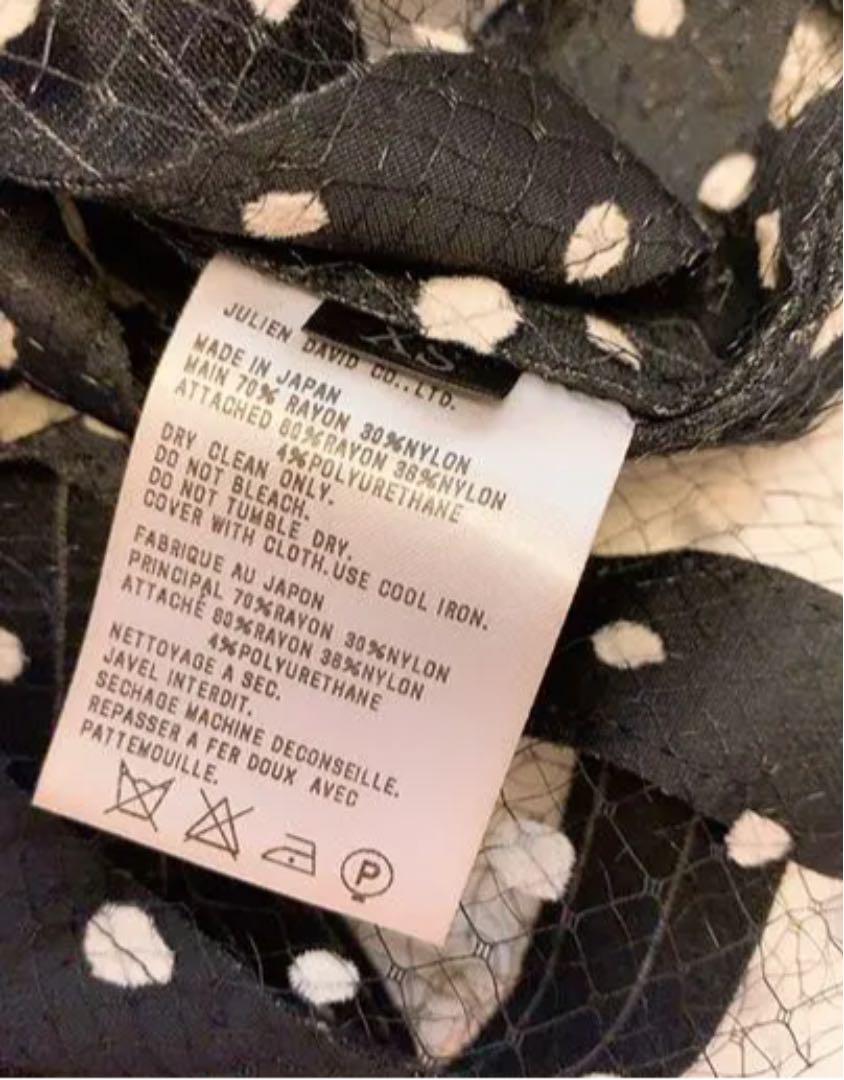 XS
JULIEN DAVID CO.,LTD.
MADE IN JAPAN
MAIN 70% RAYON 30%NYLON
ATTACHED 60%RAYON 36%NYLON
4%POLYURETHANE
DRY CLEAN ONLY.
DO NOT BLEACH.
DO NOT TUMBLE DRY.
COVER WITH CLOTH.USE COOL IRON.
FABRIQUE AU JAPON
PRINCIPAL 70%RAYON 30%NYLON
ATTACHÉ 60%RAYON 36%NYLON
4%POLYURETHANE
NETTOYAGE A SEC.
JAVEL INTERDIT.
SECHAGE MACHINE DECONSEILLE.
REPASSER A FER DOUX AVEC
PATTEMOUILLE.
P